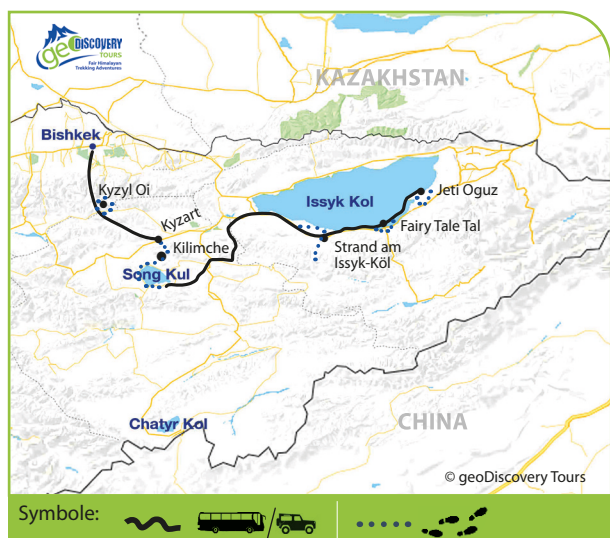 geo DISCOVERY
TOURS
Fair Himalayan
Trekking Adventures
KAZAKHSTAN
Bishkek
Kyzyl Oi
Issyk Kol
Jeti Oguz
Kyzart
Fairy Tale Tal
Kilimche
Strand am
Issyk-Köl
Song Kul
Chatyr Kol
CHINA
© geoDiscovery Tours
Symbole: